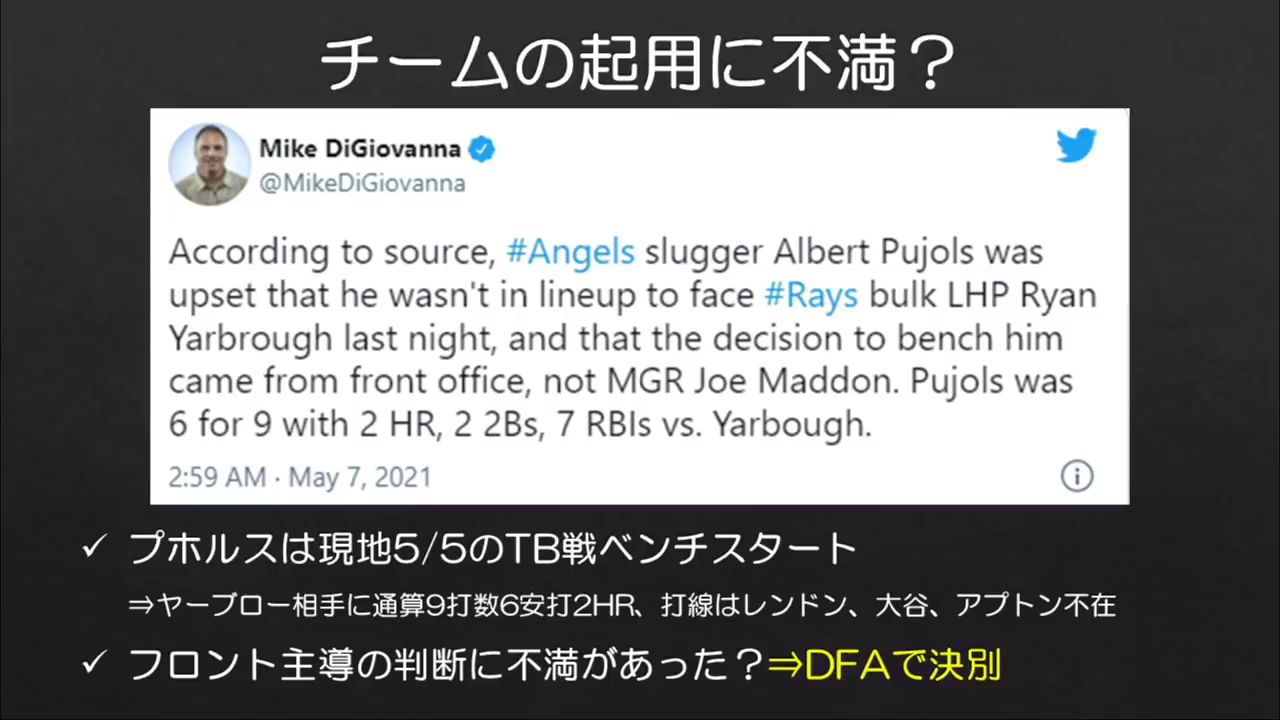 チームの起用に不満？
Mike DiGiovanna
@MikeDiGiovanna
According to source, #Angels slugger Albert Pujols was
upset that he wasn't in lineup to face #Rays bulk LHP Ryan
Yarbrough last night, and that the decision to bench him
came from front office, not MGR Joe Maddon. Pujols was
6 for 9 with 2 HR, 2 2Bs, 7 RBIs vs. Yarbough.
2:59 AM · May 7, 2021
✓ プホルスは現地5/5のTB戦ベンチスタート
⇒ヤーブロー相手に通算9打数6安打2HR、打線はレンドン、大谷、アプトン不在
✓ フロント主導の判断に不満があった？⇒DFAで決別